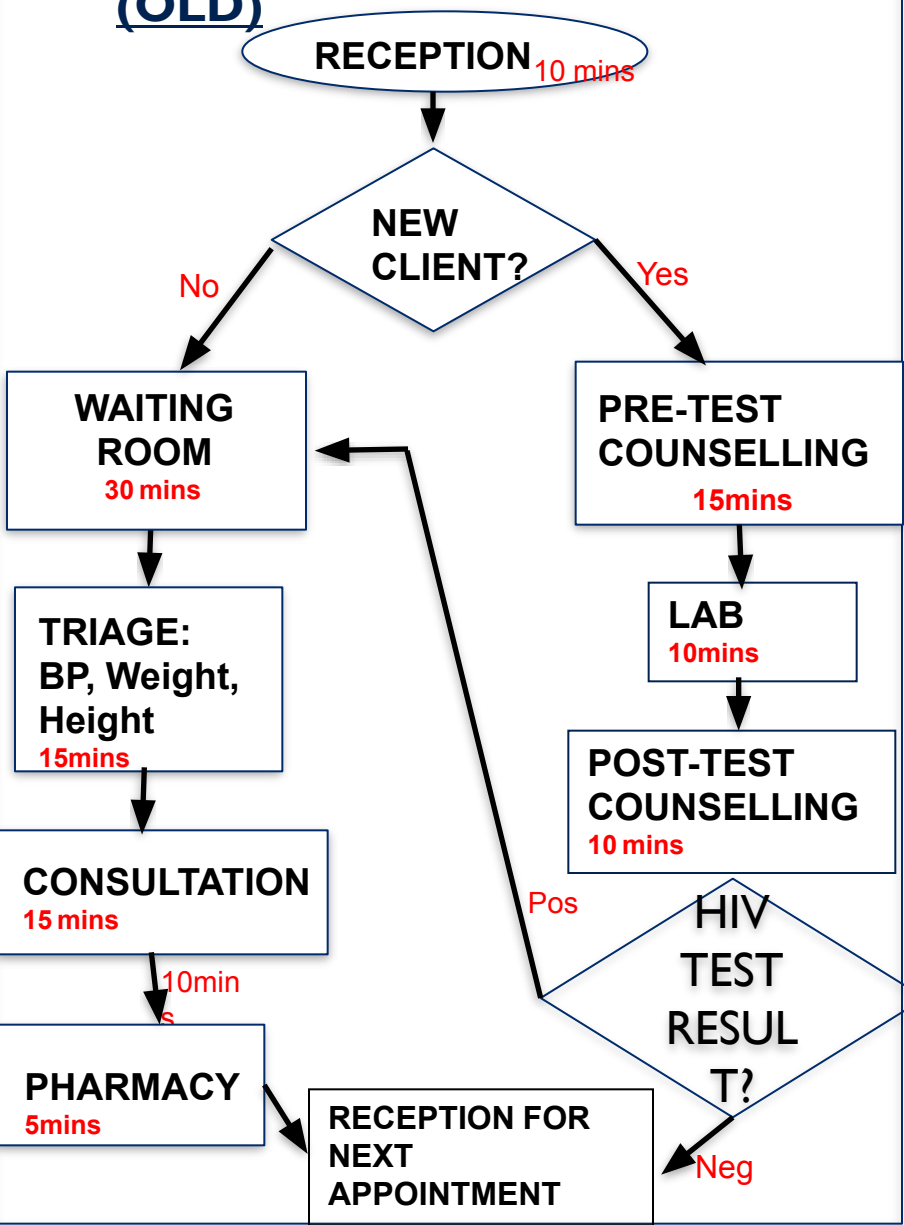 (OLD)
RECEPTION 10 mins
NEW
CLIENT?
No
Yes
WAITING
ROOM
30 mins
PRE-TEST
COUNSELLING
15mins
TRIAGE:
BP, Weight,
Height
15mins
LAB
10mins
POST-TEST
COUNSELLING
10 mins
CONSULTATION
15 mins
Pos
HIV
TEST
RESUL
T?
10min
s
PHARMACY
5mins
RECEPTION FOR
NEXT
APPOINTMENT
Neg